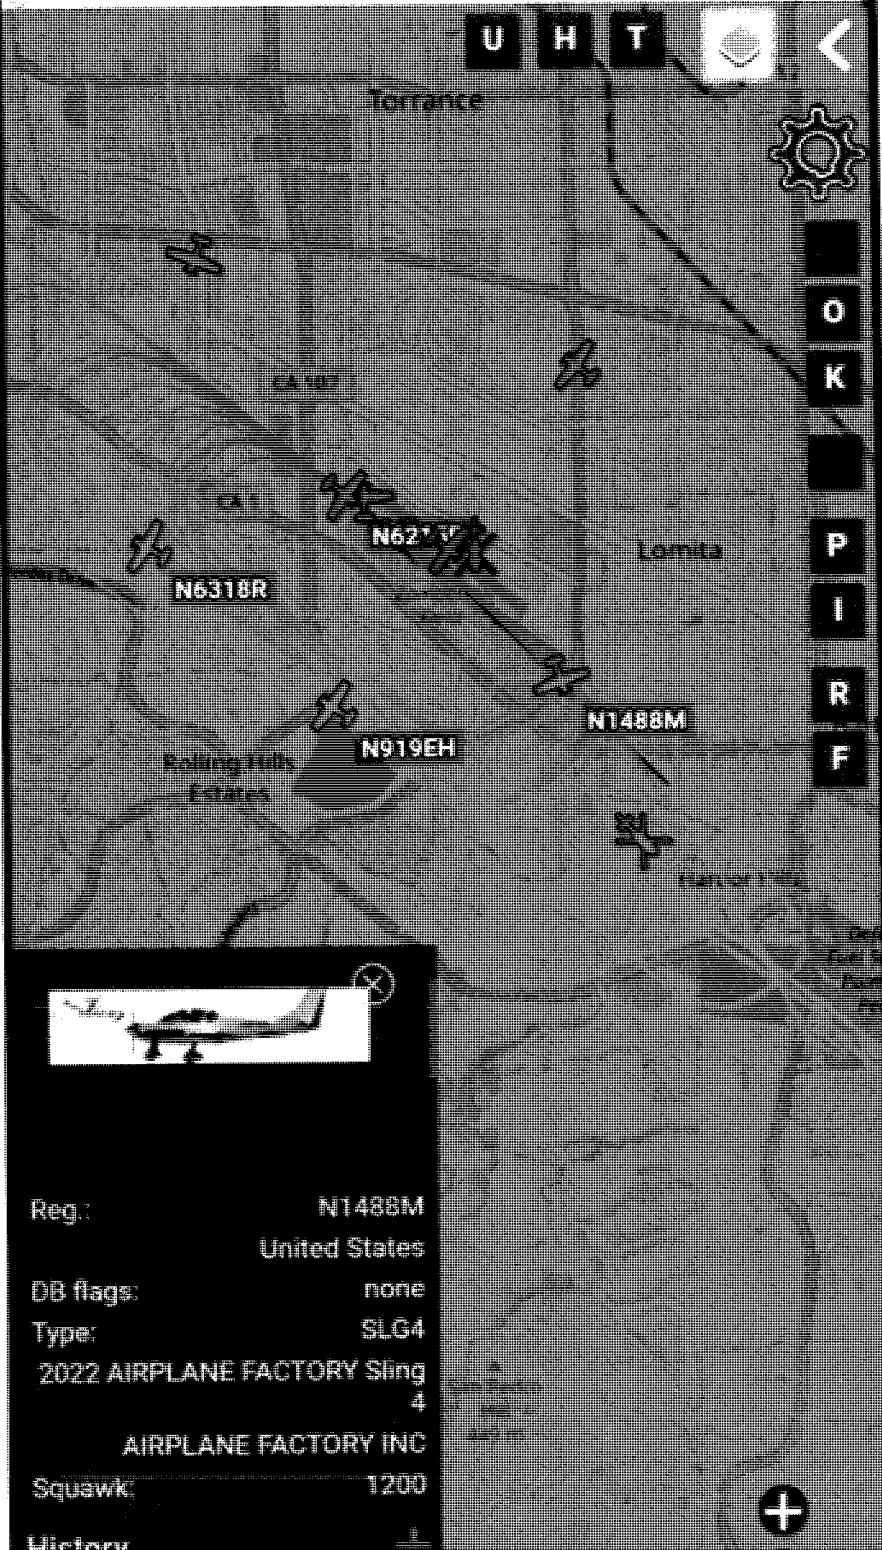 U H T
Torrance
O
CA 107
K
CA 1
P
Lomita
N6318R
I
R
N1488M
N919EH
F
Rolling Hills
Estates
Reg.: N1488M
United States
DB flags: none
Type: SLG4
2022 AIRPLANE FACTORY Sling
4
AIRPLANE FACTORY INC
Squawk: 1200
History